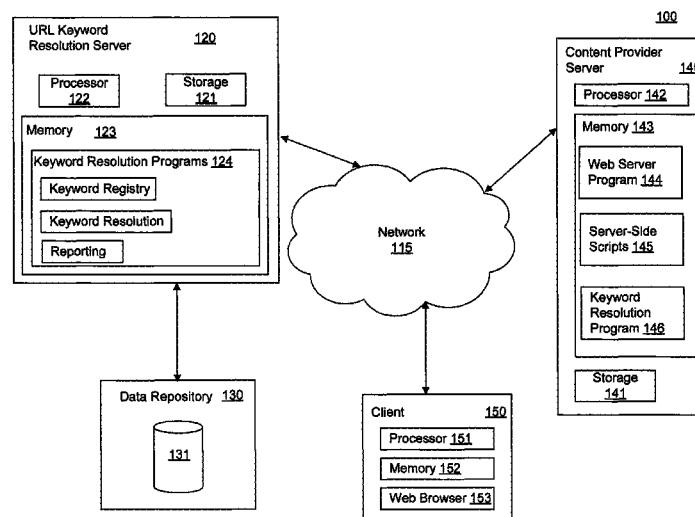 100
URL Keyword
Resolution Server 120
Processor
122
Storage
121
Memory 123
Keyword Resolution Programs 124
Keyword Registry
Keyword Resolution
Reporting
Network
115
Content Provider
Server
Processor 142
Memory 143
Web Server
Program 144
Server-Side
Scripts 145
Keyword
Resolution
Program 146
Storage
141
Data Repository 130
131
Client 150
Processor 151
Memory 152
Web Browser 153